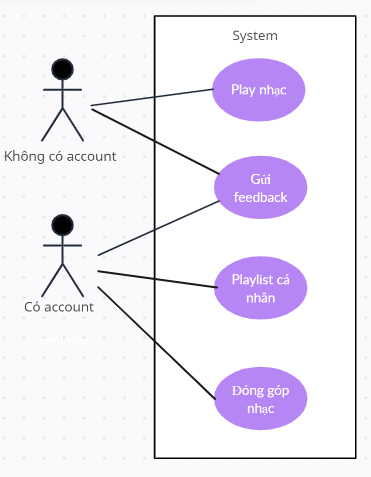 System
Play nhạc
Không có account
Gửi
feedback
Có account
Playlist cá
nhân
Đóng góp
nhạc